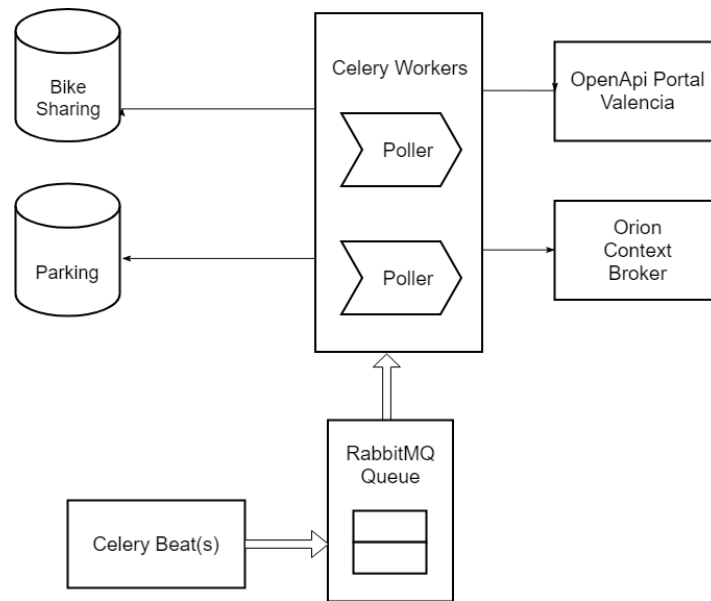 Bike
Sharing
Celery Workers
OpenApi Portal
Valencia
Poller
Parking
Poller
Orion
Context
Broker
RabbitMQ
Queue
Celery Beat(s)